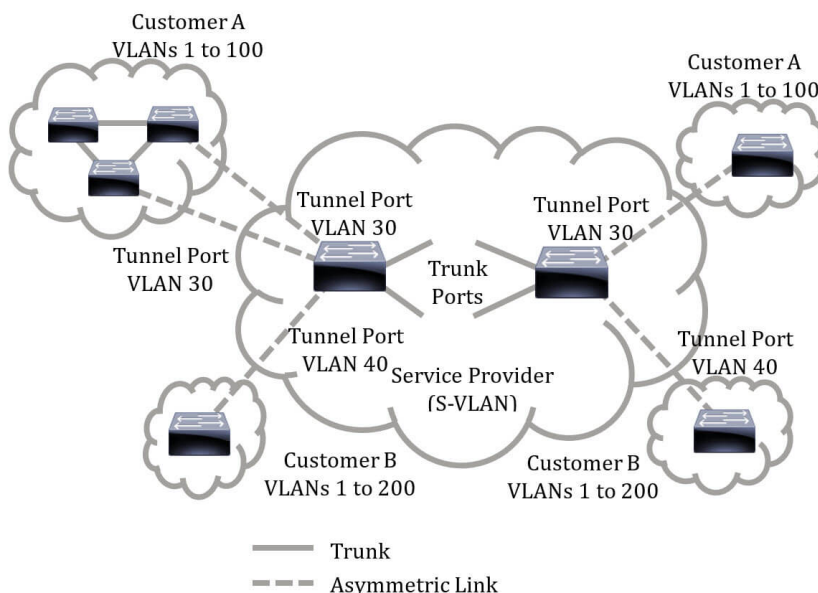 Customer A
VLANs 1 to 100
Customer A
VLANs 1 to 100
Tunnel Port
VLAN 30
Tunnel Port
VLAN 30
Tunnel Port
VLAN 30
Trunk
Ports
Tunnel Port
VLAN 40
Tunnel Port
VLAN 40
Service Provider
(S-VLAN)
Customer B
VLANs 1 to 200
Customer B
VLANs 1 to 200
Trunk
Asymmetric Link